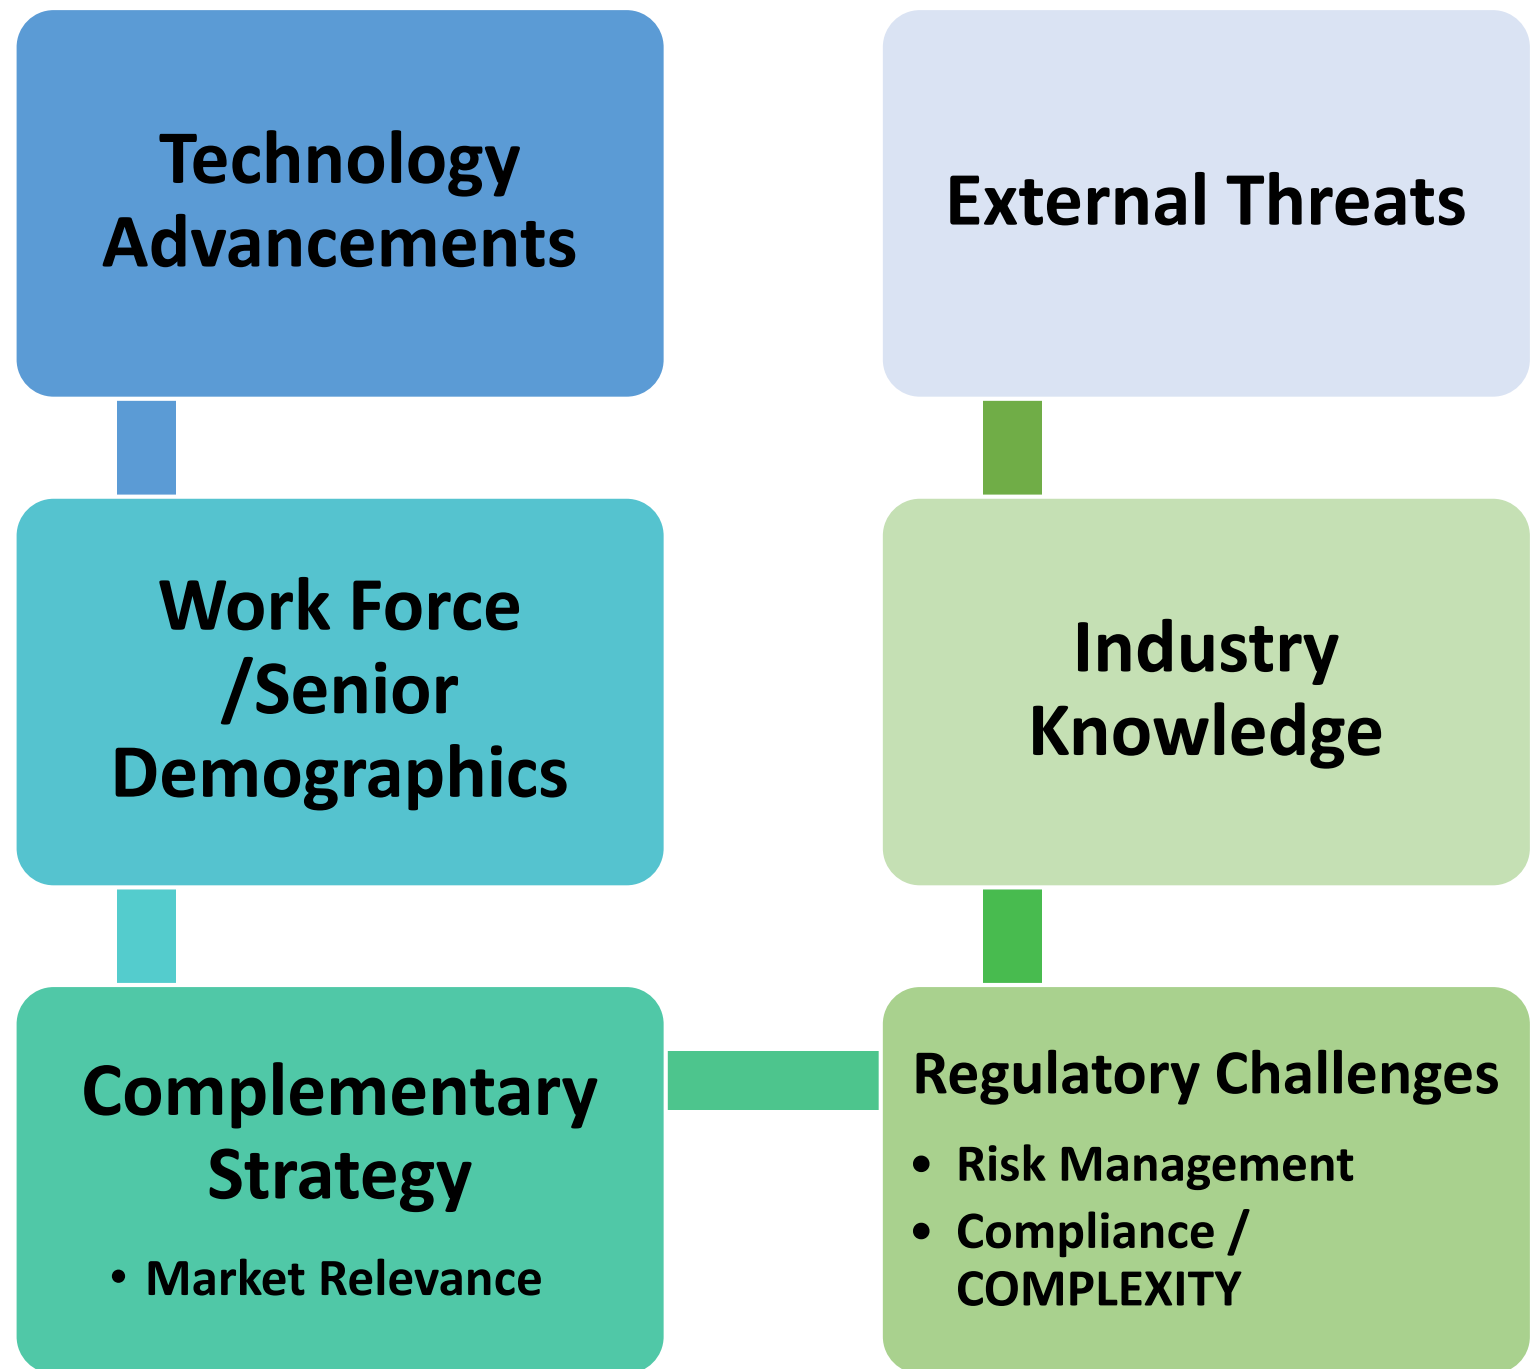 Technology
Advancements
Work Force
/Senior
Demographics
Complementary
Strategy
• Market Relevance
Regulatory Challenges
• Risk Management
• Compliance /
COMPLEXITY
Industry
Knowledge
External Threats